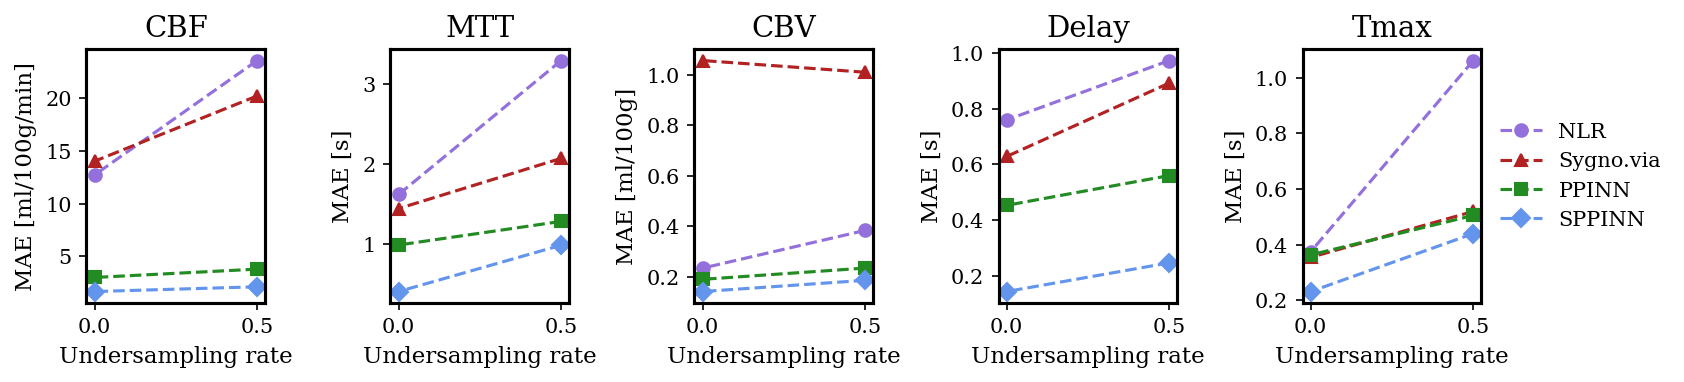 CBF
MTT
CBV
Delay
Tmax
MAE [ml/100g/min]
20
15
10
5
0.0
0.5
Undersampling rate
MAE [s]
3
2
1
0.0
0.5
Undersampling rate
MAE [ml/100g]
1.0
0.8
0.6
0.4
0.2
0.0
0.5
Undersampling rate
MAE [s]
1.0
0.8
0.6
0.4
0.2
0.0
0.5
Undersampling rate
MAE [s]
1.0
0.8
0.6
0.4
0.2
0.0
0.5
Undersampling rate
NLR
Sygno.via
PPINN
SPPINN